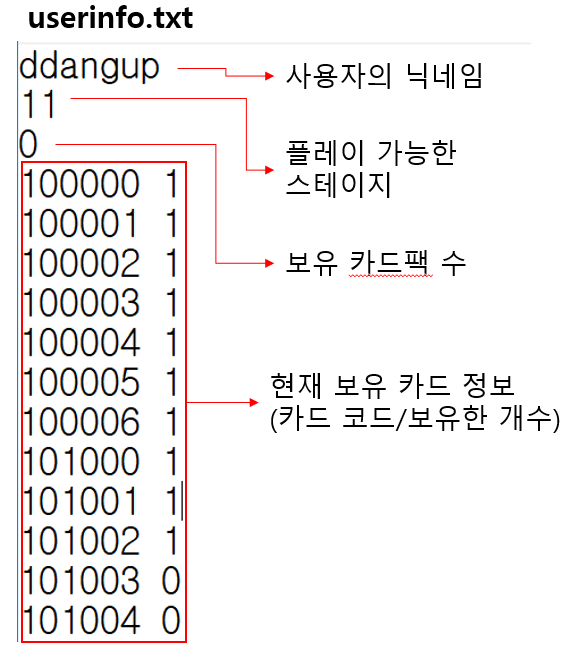 userinfo.txt
ddangup
11
0
100000 1
100001 1
100002 1
100003 1
100004 1
100005 1
100006 1
101000 1
101001 1
101002 1
101003 0
101004 0
사용자의 닉네임
플레이 가능한
스테이지
보유 카드팩 수
현재 보유 카드 정보
(카드 코드/보유한 개수)